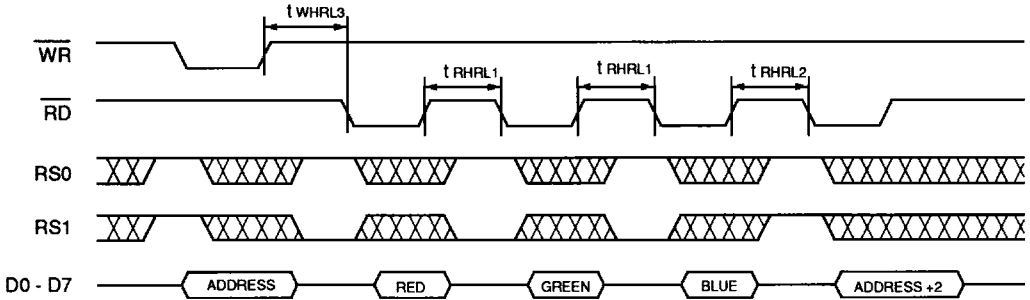 t WHRL3
WR
t RHRL1 t RHRL1 t RHRL2
RD
RS0
RS1
D0 - D7 ADDRESS RED GREEN BLUE ADDRESS +2